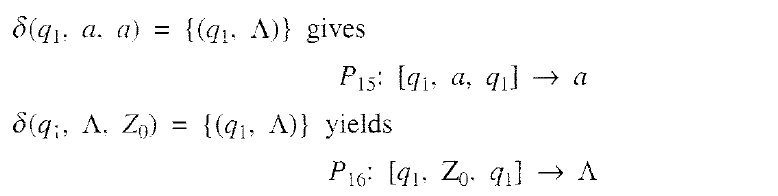 δ(q₁, a, a) = {(q₁, Λ)} gives
P₁₅: [q₁, a, q₁] → a
δ(q₁, Λ, Z₀) = {(q₁, Λ)} yields
P₁₆: [q₁, Z₀, q₁] → Λ